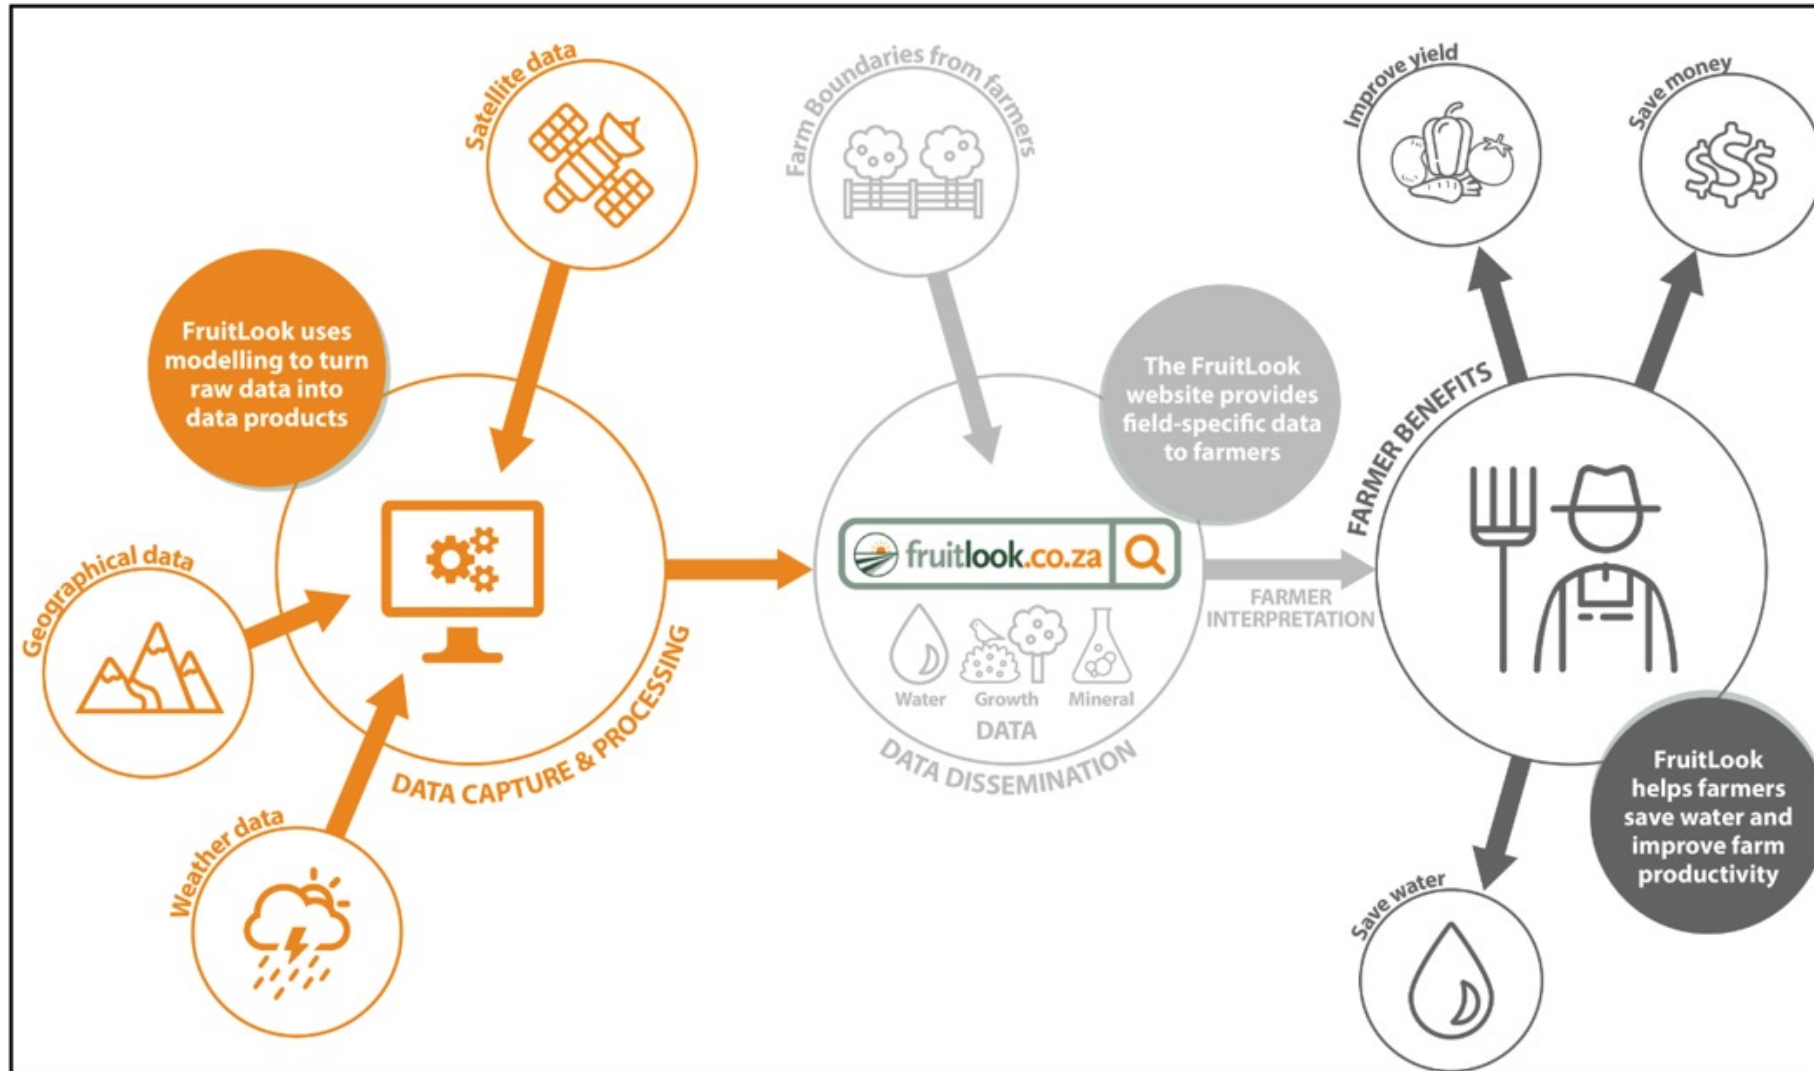 Satellite data
FruitLook uses
modelling to turn
raw data into
data products
Geographical data
Weather data
DATA CAPTURE & PROCESSING
Farm Boundaries from farmers
The FruitLook
website provides
field-specific data
to farmers
fruitlook.co.za
Water
Growth
Mineral
DATA
DATA DISSEMINATION
FARMER
INTERPRETATION
Improve yield
Save money
FARMER BENEFITS
FruitLook
helps farmers
save water and
improve farm
productivity
Save water